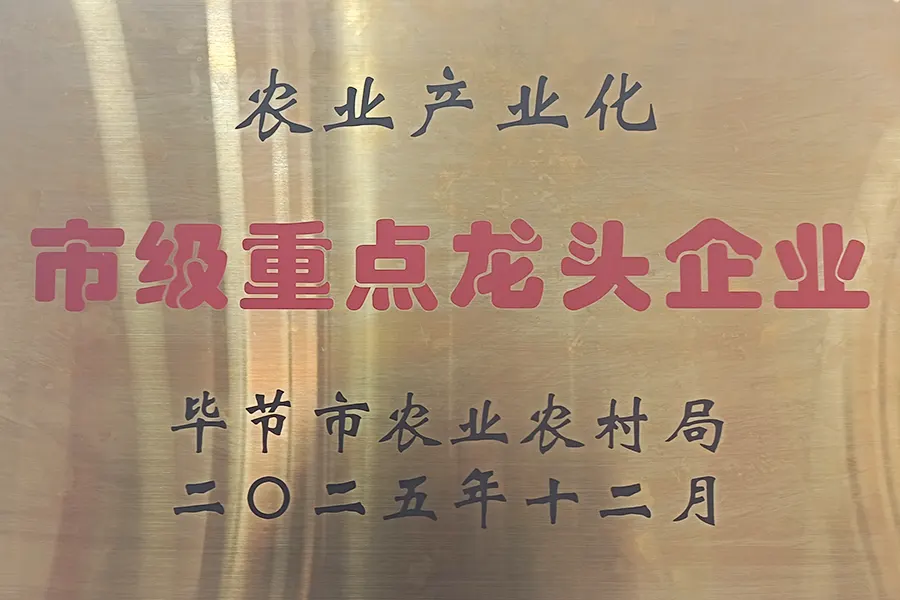 农业产业化
市级重点龙头企业
毕节市农业农村局
二〇二五年十二月